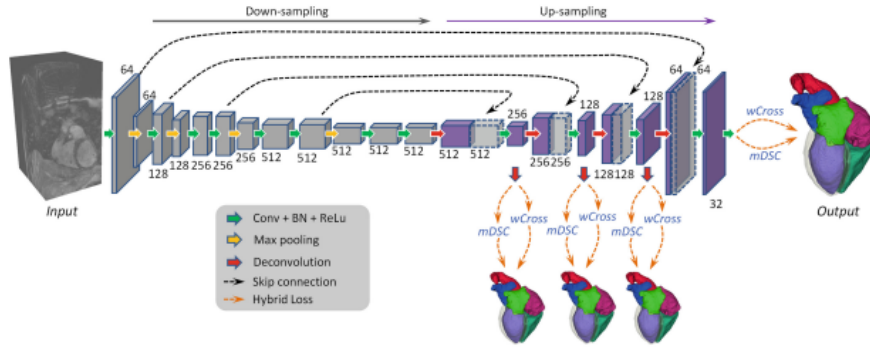 Down-sampling
Up-sampling
64
64
128
128
256
256
256
512
512
512
512
512
512
512
256
256
256
128
128
128
128
64
64
32
wCross
mDSC
Input
Output
Conv + BN + ReLu
Max pooling
Deconvolution
Skip connection
Hybrid Loss
mDSC
wCross
mDSC
wCross
mDSC
wCross